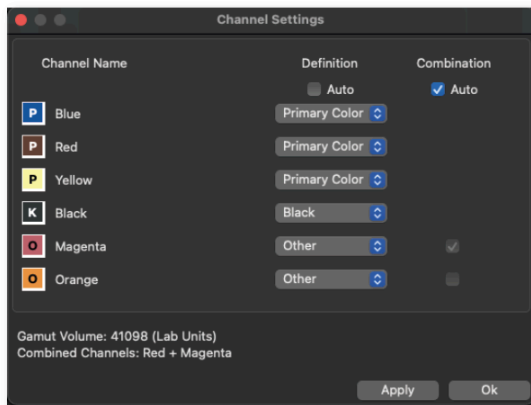 Channel Settings
Channel Name Definition Combination
Auto Auto
P Blue Primary Color
P Red Primary Color
P Yellow Primary Color
K Black Black
O Magenta Other
O Orange Other
Gamut Volume: 41098 (Lab Units)
Combined Channels: Red + Magenta
Apply Ok